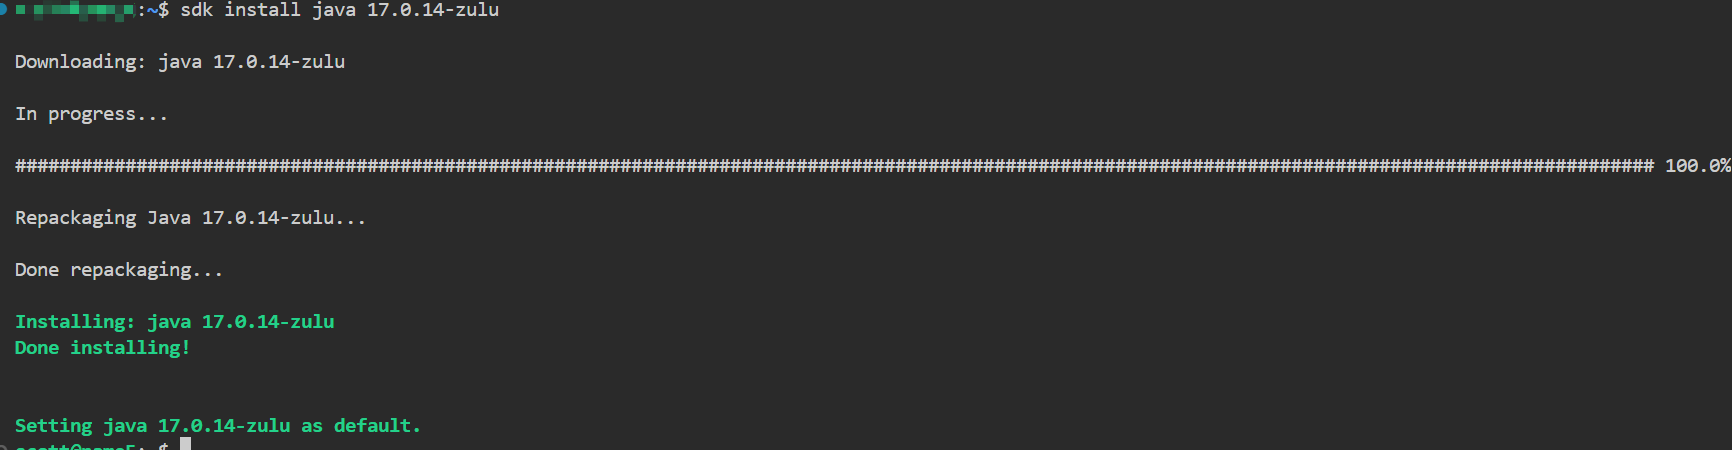 :~$ sdk install java 17.0.14-zulu
Downloading: java 17.0.14-zulu
In progress...
##################################################################################################################################################### 100.0%
Repackaging Java 17.0.14-zulu...
Done repackaging...
Installing: java 17.0.14-zulu
Done installing!
Setting java 17.0.14-zulu as default.
$